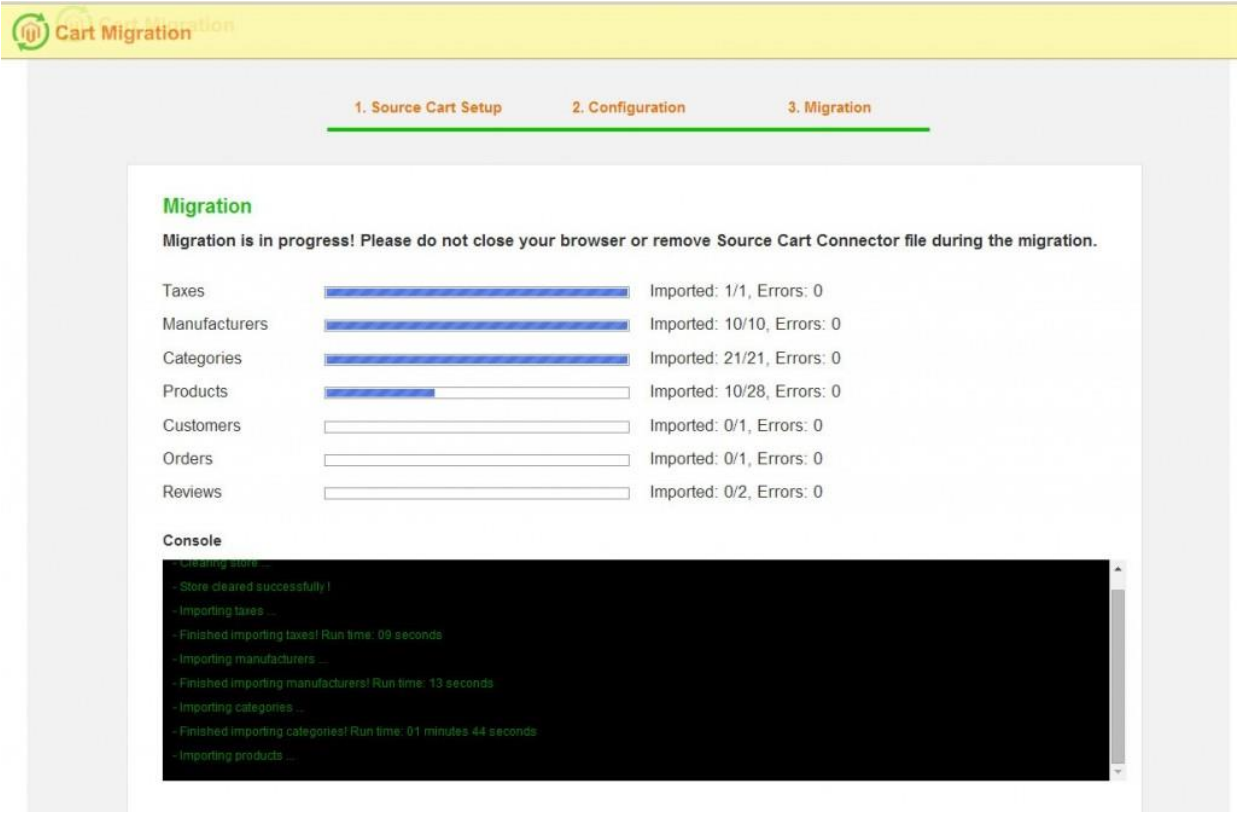 Cart Migration
Cart Migration
1. Source Cart Setup 2. Configuration 3. Migration
Migration
Migration is in progress! Please do not close your browser or remove Source Cart Connector file during the migration.
Taxes Imported: 1/1, Errors: 0
Manufacturers Imported: 10/10, Errors: 0
Categories Imported: 21/21, Errors: 0
Products Imported: 10/28, Errors: 0
Customers Imported: 0/1, Errors: 0
Orders Imported: 0/1, Errors: 0
Reviews Imported: 0/2, Errors: 0
Console
- Clearing store ...
- Store cleared successfully !
- Importing taxes ...
- Finished importing taxes! Run time: 09 seconds
- Importing manufacturers ...
- Finished importing manufacturers! Run time: 13 seconds
- Importing categories ...
- Finished importing categories! Run time: 01 minutes 44 seconds
- Importing products ...